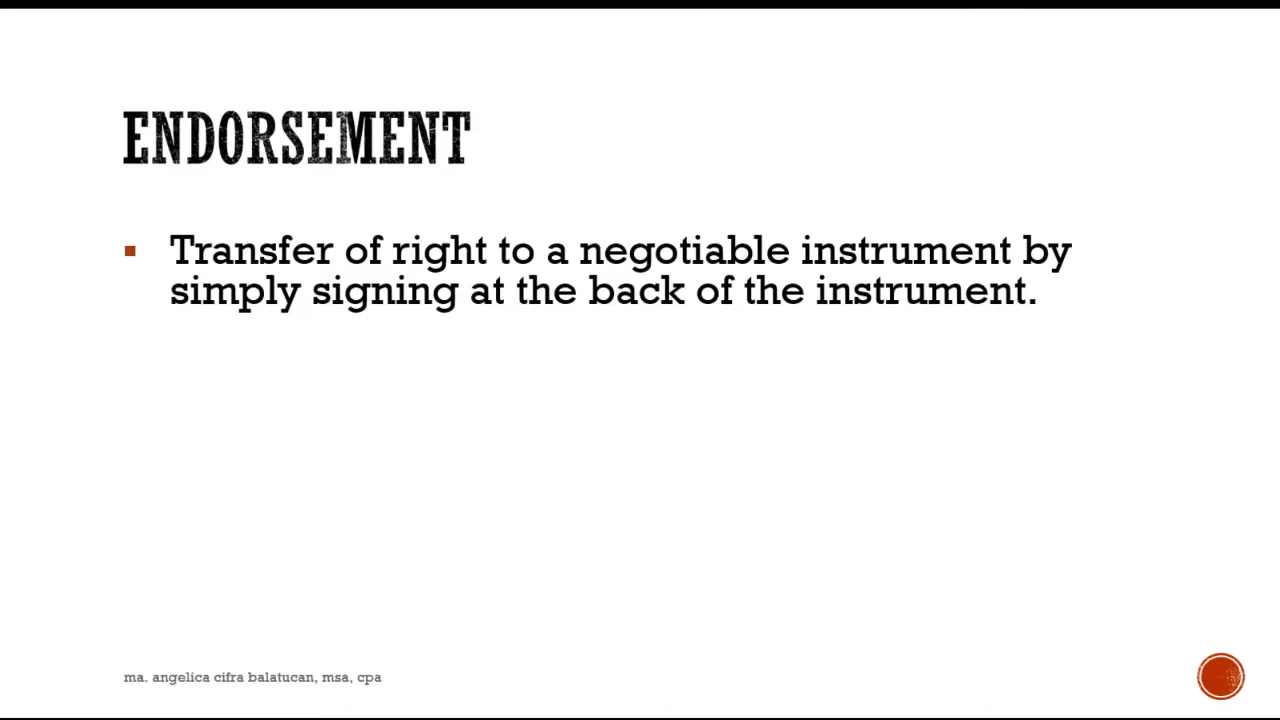 ENDORSEMENT
▪ Transfer of right to a negotiable instrument by
simply signing at the back of the instrument.
ma. angelica cifra balatucan, msa, cpa